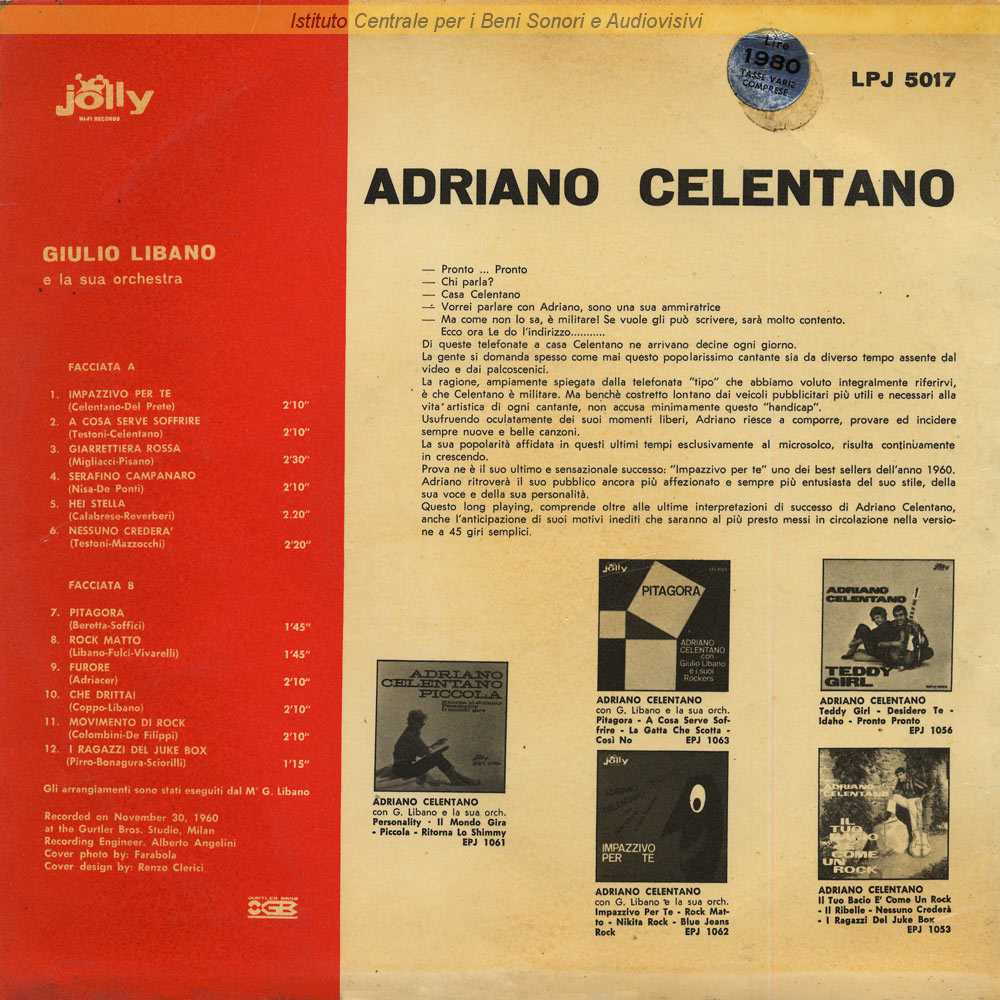 Istituto Centrale per i Beni Sonori e Audiovisivi
jolly
HI-FI RECORDS
Lire
1980
TASSE VARIE
COMPRESE
LPJ 5017
ADRIANO CELENTANO
GIULIO LIBANO
e la sua orchestra
FACCIATA A
1. IMPAZZIVO PER TE
(Celentano-Del Prete) 2'10"
2. A COSA SERVE SOFFRIRE
(Testoni-Celentano) 2'10"
3. GIARRETTIERA ROSSA
(Migliacci-Pisano) 2'30"
4. SERAFINO CAMPANARO
(Nisa-De Ponti) 2'10"
5. HEI STELLA
(Calabrese-Reverberi) 2.20"
6. NESSUNO CREDERA'
(Testoni-Mazzocchi) 2'20"
FACCIATA B
7. PITAGORA
(Beretta-Soffici) 1'45"
8. ROCK MATTO
(Libano-Fulci-Vivarelli) 1'45"
9. FURORE
(Adriacer) 2'10"
10. CHE DRITTA!
(Coppo-Libano) 2'10"
11. MOVIMENTO DI ROCK
(Colombini-De Filippi) 2'10"
12. I RAGAZZI DEL JUKE BOX
(Pirro-Bonagura-Sciorilli) 1'15"
Gli arrangiamenti sono stati eseguiti dal M° G. Libano
Recorded on November 30, 1960
at the Gurtler Bros. Studio, Milan
Recording Engineer. Alberto Angelini
Cover photo by: Farabola
Cover design by: Renzo Clerici
GURTLER BROS
GB
— Pronto ... Pronto
— Chi parla?
— Casa Celentano
— Vorrei parlare con Adriano, sono una sua ammiratrice
— Ma come non lo sa, è militare! Se vuole gli può scrivere, sarà molto contento.
Ecco ora Le do l'indirizzo...........
Di queste telefonate a casa Celentano ne arrivano decine ogni giorno.
La gente si domanda spesso come mai questo popolarissimo cantante sia da diverso tempo assente dal
video e dai palcoscenici.
La ragione, ampiamente spiegata dalla telefonata "tipo" che abbiamo voluto integralmente riferirvi,
è che Celentano è militare. Ma benchè costretto lontano dai veicoli pubblicitari più utili e necessari alla
vita artistica di ogni cantante, non accusa minimamente questo "handicap".
Usufruendo oculatamente dei suoi momenti liberi, Adriano riesce a comporre, provare ed incidere
sempre nuove e belle canzoni.
La sua popolarità affidata in questi ultimi tempi esclusivamente al microsolco, risulta continuamente
in crescendo.
Prova ne è il suo ultimo e sensazionale successo: "Impazzivo per te" uno dei best sellers dell'anno 1960.
Adriano ritroverà il suo pubblico ancora più affezionato e sempre più entusiasta del suo stile, della
sua voce e della sua personalità.
Questo long playing, comprende oltre alle ultime interpretazioni di successo di Adriano Celentano,
anche l'anticipazione di suoi motivi inediti che saranno al più presto messi in circolazione nella versio-
ne a 45 giri semplici.
ADRIANO
CELENTANO
PICCOLA
ADRIANO CELENTANO
con G. Libano e la sua orch.
Personality - Il Mondo Gira
- Piccola - Ritorna Lo Shimmy
EPJ 1061
jolly
PITAGORA
ADRIANO
CELENTANO
con
Giulio Libano
e i suoi
Rockers
ADRIANO CELENTANO
con G. Libano e la sua orch.
Pitagora - A Cosa Serve Sof-
frire - La Gatta Che Scotta -
Così No EPJ 1063
jolly
IMPAZZIVO
PER TE
ADRIANO CELENTANO
con G. Libano e la sua orch.
Impazzivo Per Te - Rock Mat-
to - Nikita Rock - Blue Jeans
Rock EPJ 1062
jolly
ADRIANO
CELENTANO
TEDDY
GIRL
ADRIANO CELENTANO
Teddy Girl - Desidero Te -
Idaho - Pronto Pronto
EPJ 1056
ADRIANO
CELENTANO
IL
TUO
BACIO
E'
COME
UN
ROCK
ADRIANO CELENTANO
Il Tuo Bacio E' Come Un Rock
- Il Ribelle - Nessuno Crederà
- I Ragazzi Del Juke Box
EPJ 1053